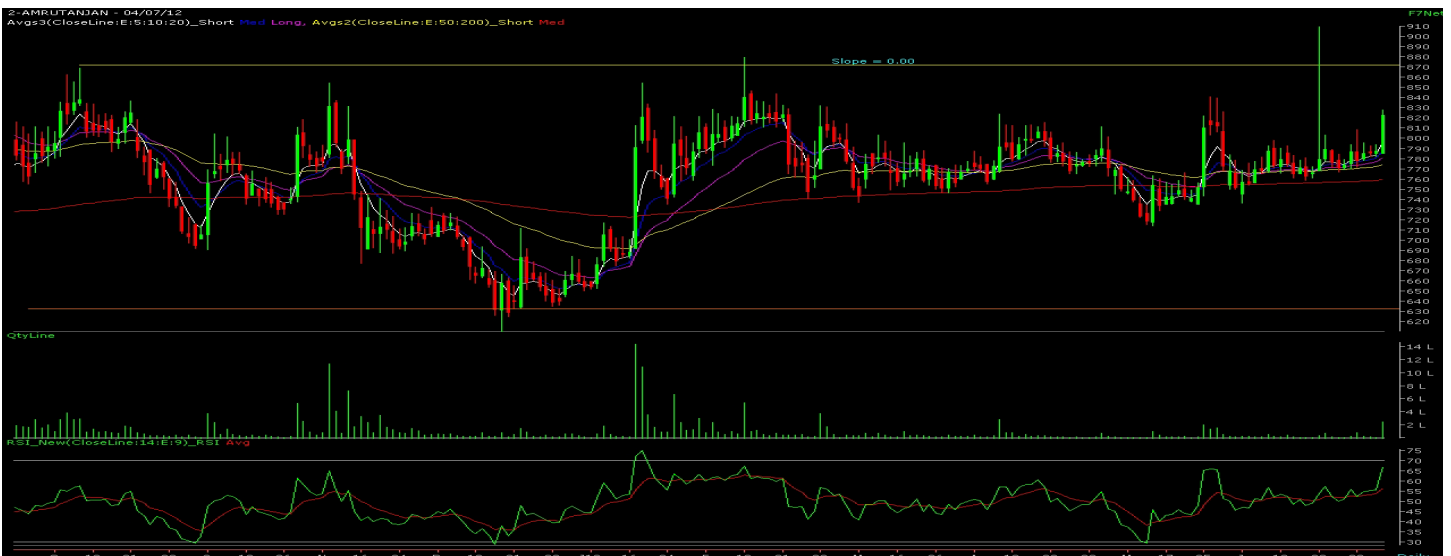 2-AMRUTANJAN - 04/07/12
F7Net
Avgs3(CloseLine:E:5:10:20)_Short Med Long, Avgs2(CloseLine:E:50:200)_Short Med
Slope = 0.00
910
900
890
880
870
860
850
840
830
820
810
800
790
780
770
760
750
740
730
720
710
700
690
680
670
660
650
640
630
620
QtyLine
14 L
12 L
10 L
8 L
6 L
4 L
2 L
RSI_New(CloseLine:14:E:9)_RSI Avg
75
70
65
60
55
50
45
40
35
30
Daily